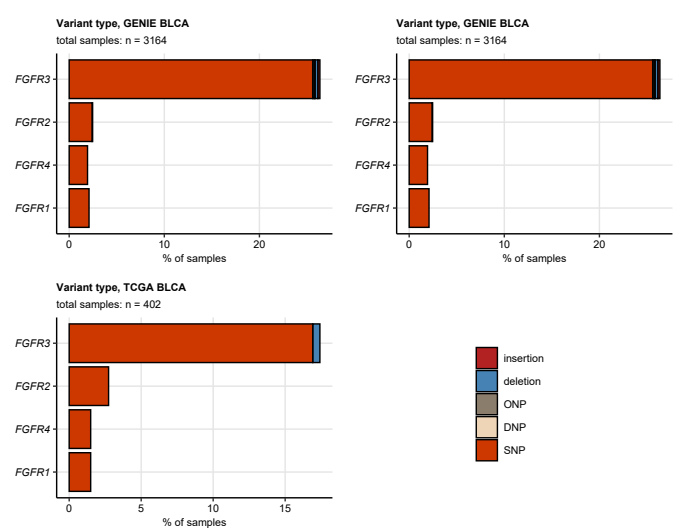 Variant type, GENIE BLCA
total samples: n = 3164
FGFR3
FGFR2
FGFR4
FGFR1
0 10 20
% of samples
Variant type, GENIE BLCA
total samples: n = 3164
FGFR3
FGFR2
FGFR4
FGFR1
0 10 20
% of samples
Variant type, TCGA BLCA
total samples: n = 402
FGFR3
FGFR2
FGFR4
FGFR1
0 5 10 15
% of samples
insertion
deletion
ONP
DNP
SNP